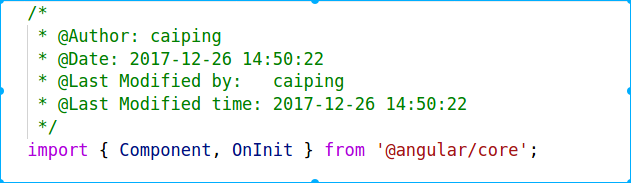 /*
* @Author: caiping
* @Date: 2017-12-26 14:50:22
* @Last Modified by:   caiping
* @Last Modified time: 2017-12-26 14:50:22
*/
import { Component, OnInit } from '@angular/core';